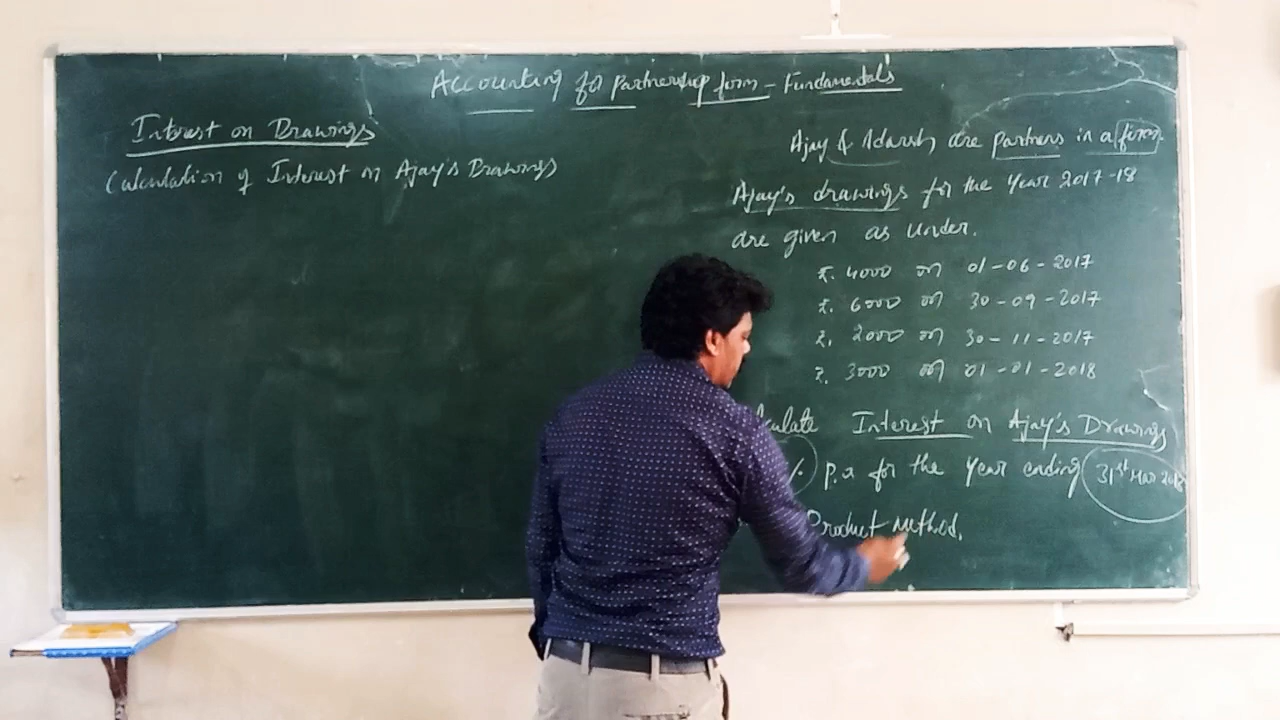 Accounting for Partnership form - Fundamental's
Interest on Drawings
Calculation of Interest on Ajay's Drawings
Ajay & Adarsh are partners in a form.
Ajay's drawings for the Year 2017-18
are given as under.
₹. 4000 on 01-06-2017
₹. 6000 on 30-09-2017
₹. 2000 on 30-11-2017
₹. 3000 on 01-01-2018
culate Interest on Ajay's Drawings
%. P.a for the Year ending 31st Mar 2018
Product Method.